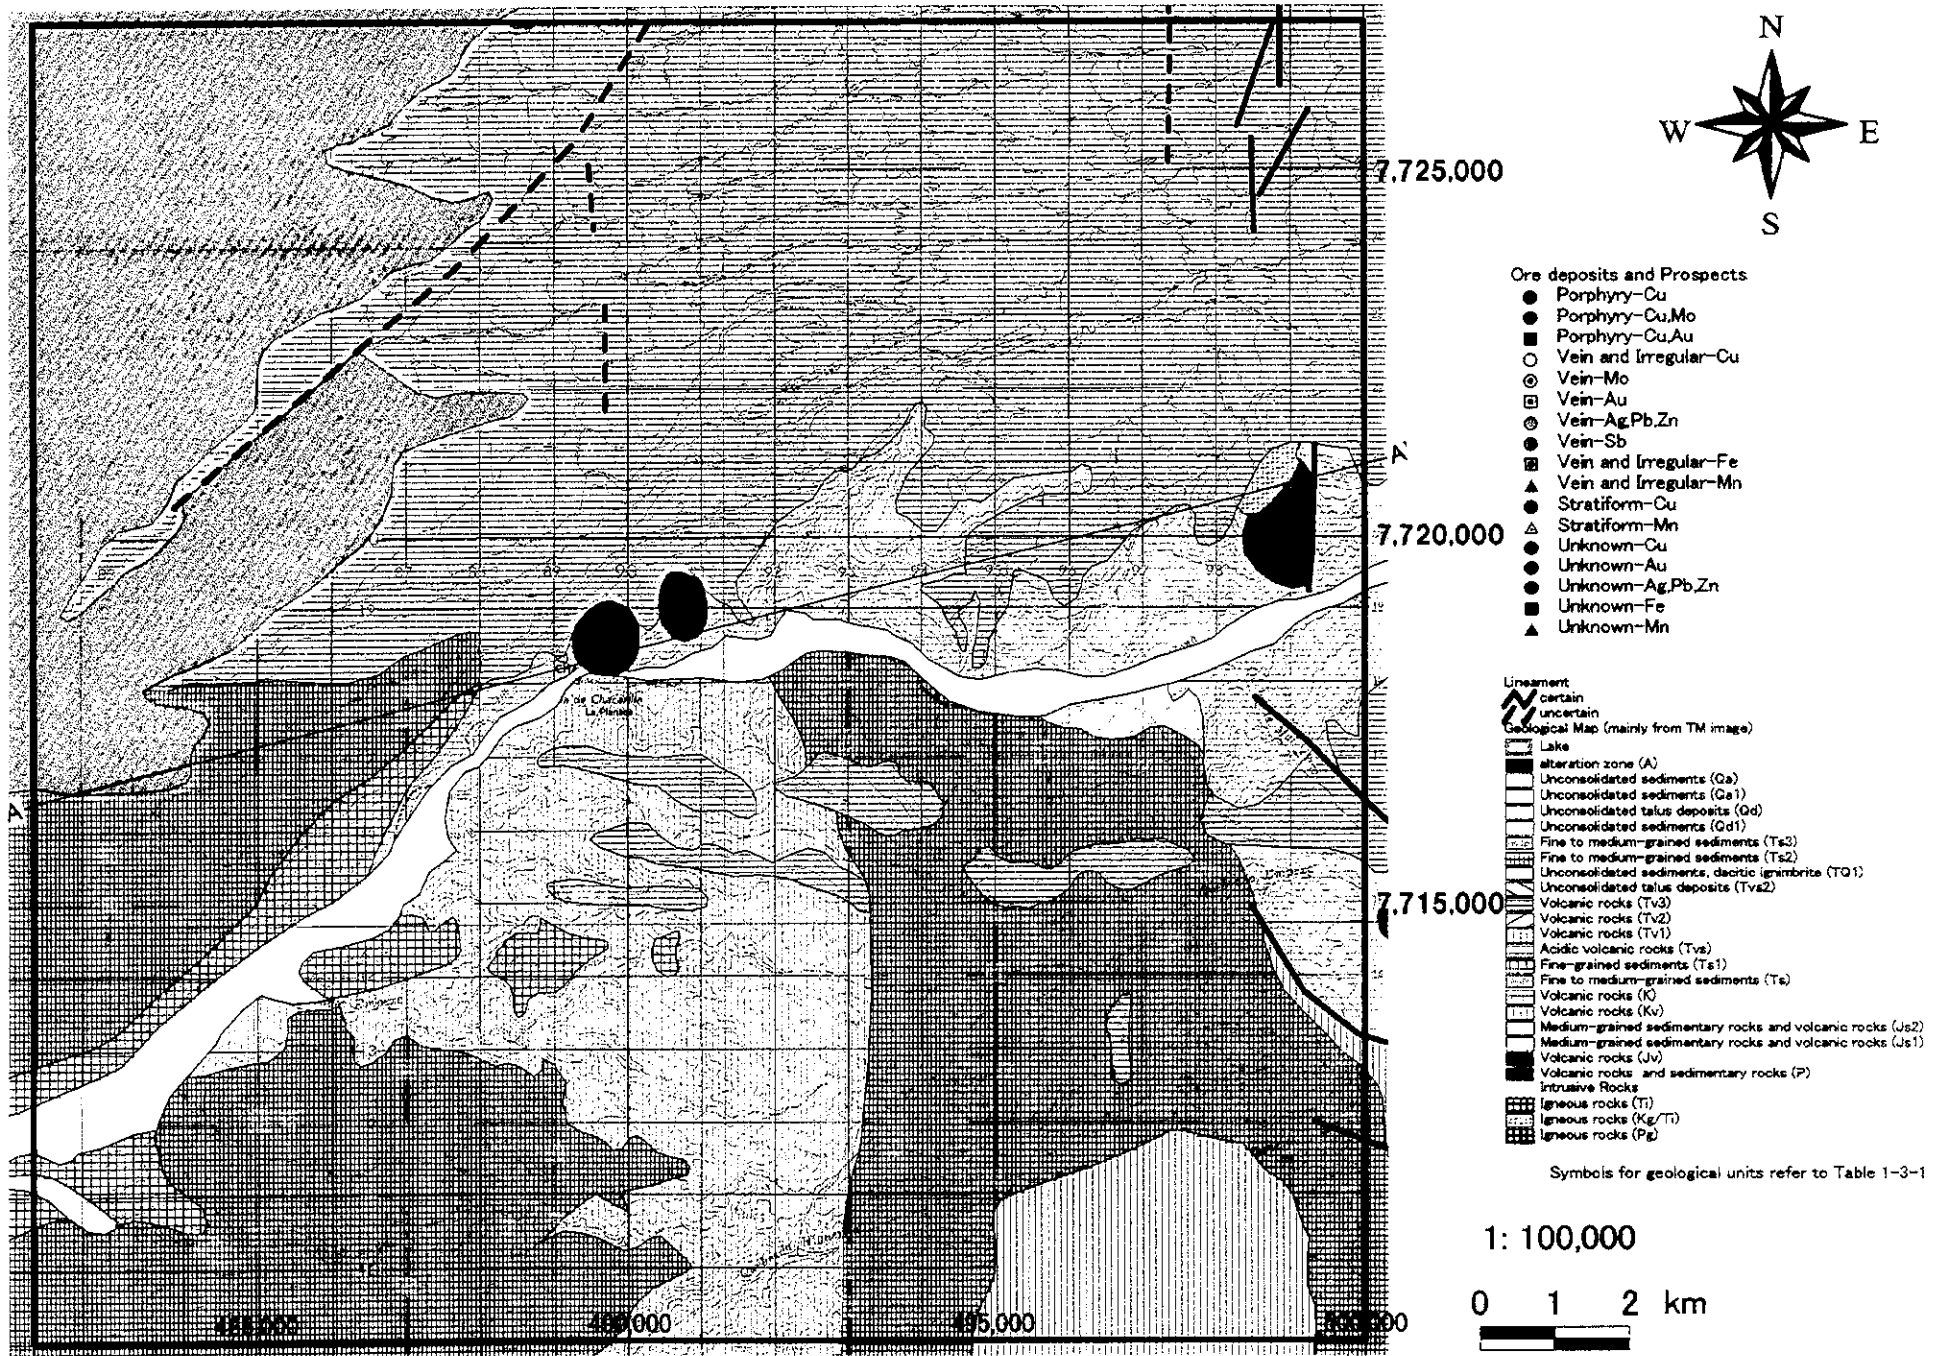 N
W
E
S
7,725,000
A'
7,720,000
de Chacarilla
A
7,715,000
490,000
495,000
Ore deposits and Prospects
Porphyry-Cu
Porphyry-Cu,Mo
Porphyry-Cu,Au
Vein and Irregular-Cu
Vein-Mo
Vein-Au
Vein-Ag,Pb,Zn
Vein-Sb
Vein and Irregular-Fe
Vein and Irregular-Mn
Stratiform-Cu
Stratiform-Mn
Unknown-Cu
Unknown-Au
Unknown-Ag,Pb,Zn
Unknown-Fe
Unknown-Mn
Lineament
certain
uncertain
Geological Map (mainly from TM image)
Lake
alteration zone (A)
Unconsolidated sediments (Qa)
Unconsolidated sediments (Qa1)
Unconsolidated talus deposits (Qd)
Unconsolidated sediments (Qd1)
Fine to medium-grained sediments (Ts3)
Fine to medium-grained sediments (Ts2)
Unconsolidated sediments, dacitic ignimbrite (TQ1)
Unconsolidated talus deposits (Tvs2)
Volcanic rocks (Tv3)
Volcanic rocks (Tv2)
Volcanic rocks (Tv1)
Acidic volcanic rocks (Tvs)
Fine-grained sediments (Ts1)
Fine to medium-grained sediments (Ts)
Volcanic rocks (K)
Volcanic rocks (Kv)
Medium-grained sedimentary rocks and volcanic rocks (Js2)
Medium-grained sedimentary rocks and volcanic rocks (Js1)
Volcanic rocks (Jv)
Volcanic rocks and sedimentary rocks (P)
Intrusive Rocks
Igneous rocks (Ti)
Igneous rocks (Kg/Ti)
Igneous rocks (Pg)
Symbols for geological units refer to Table 1-3-1
1: 100,000
0 1 2 km